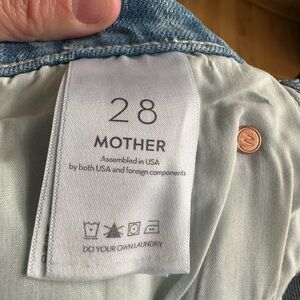 28
MOTHER
Assembled in USA
by both USA and foreign components
DO YOUR OWN LAUNDRY